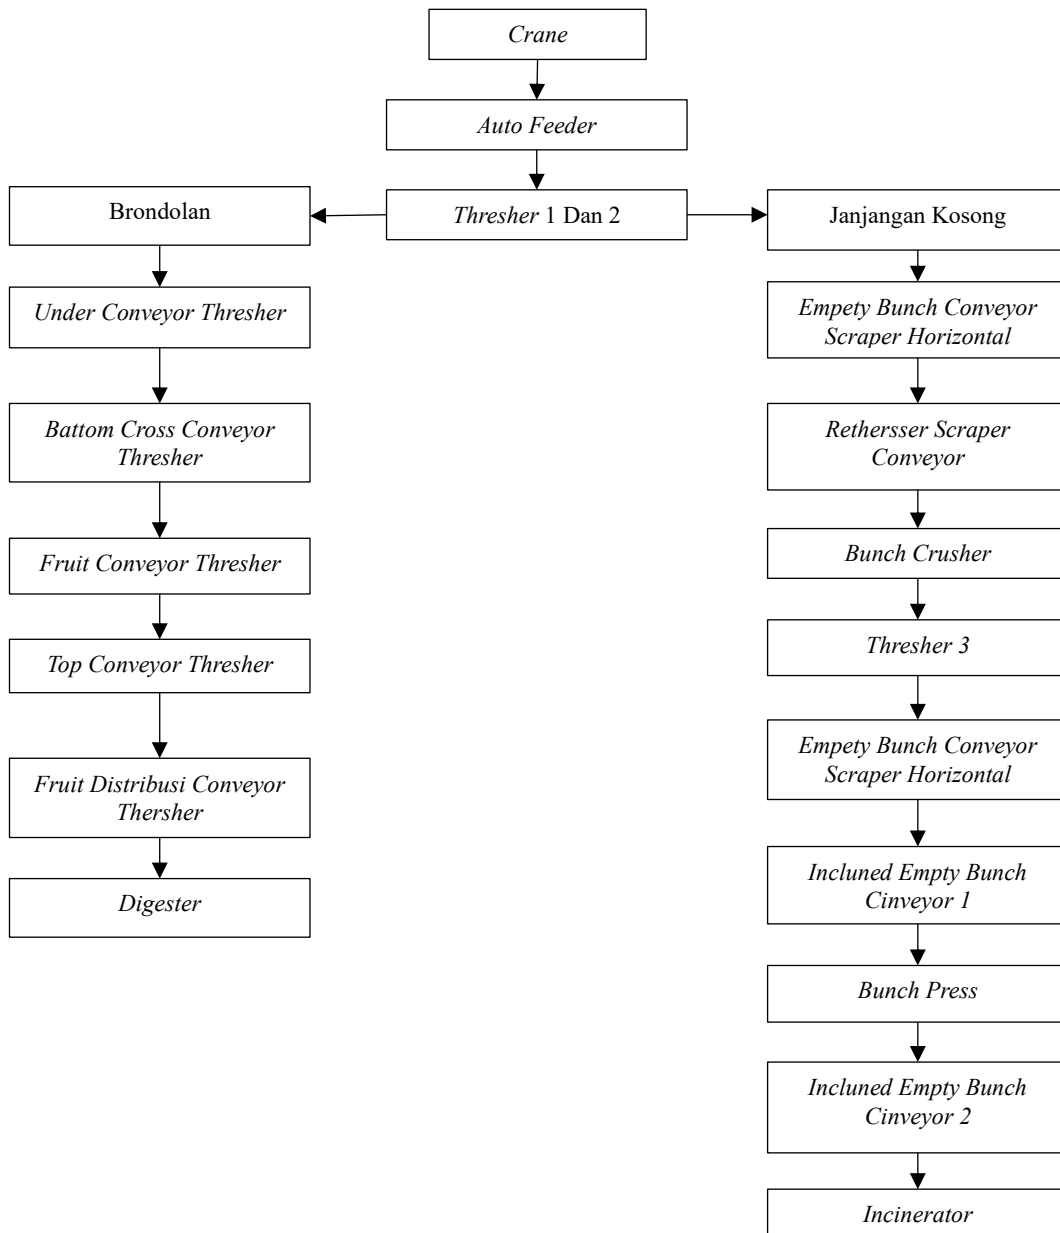 Crane
Auto Feeder
Brondolan
Thresher 1 Dan 2
Janjangan Kosong
Under Conveyor Thresher
Battom Cross Conveyor
Thresher
Fruit Conveyor Thresher
Top Conveyor Thresher
Fruit Distribusi Conveyor
Thersher
Digester
Empety Bunch Conveyor
Scraper Horizontal
Rethersser Scraper
Conveyor
Bunch Crusher
Thresher 3
Empety Bunch Conveyor
Scraper Horizontal
Incluned Empty Bunch
Cinveyor 1
Bunch Press
Incluned Empty Bunch
Cinveyor 2
Incinerator